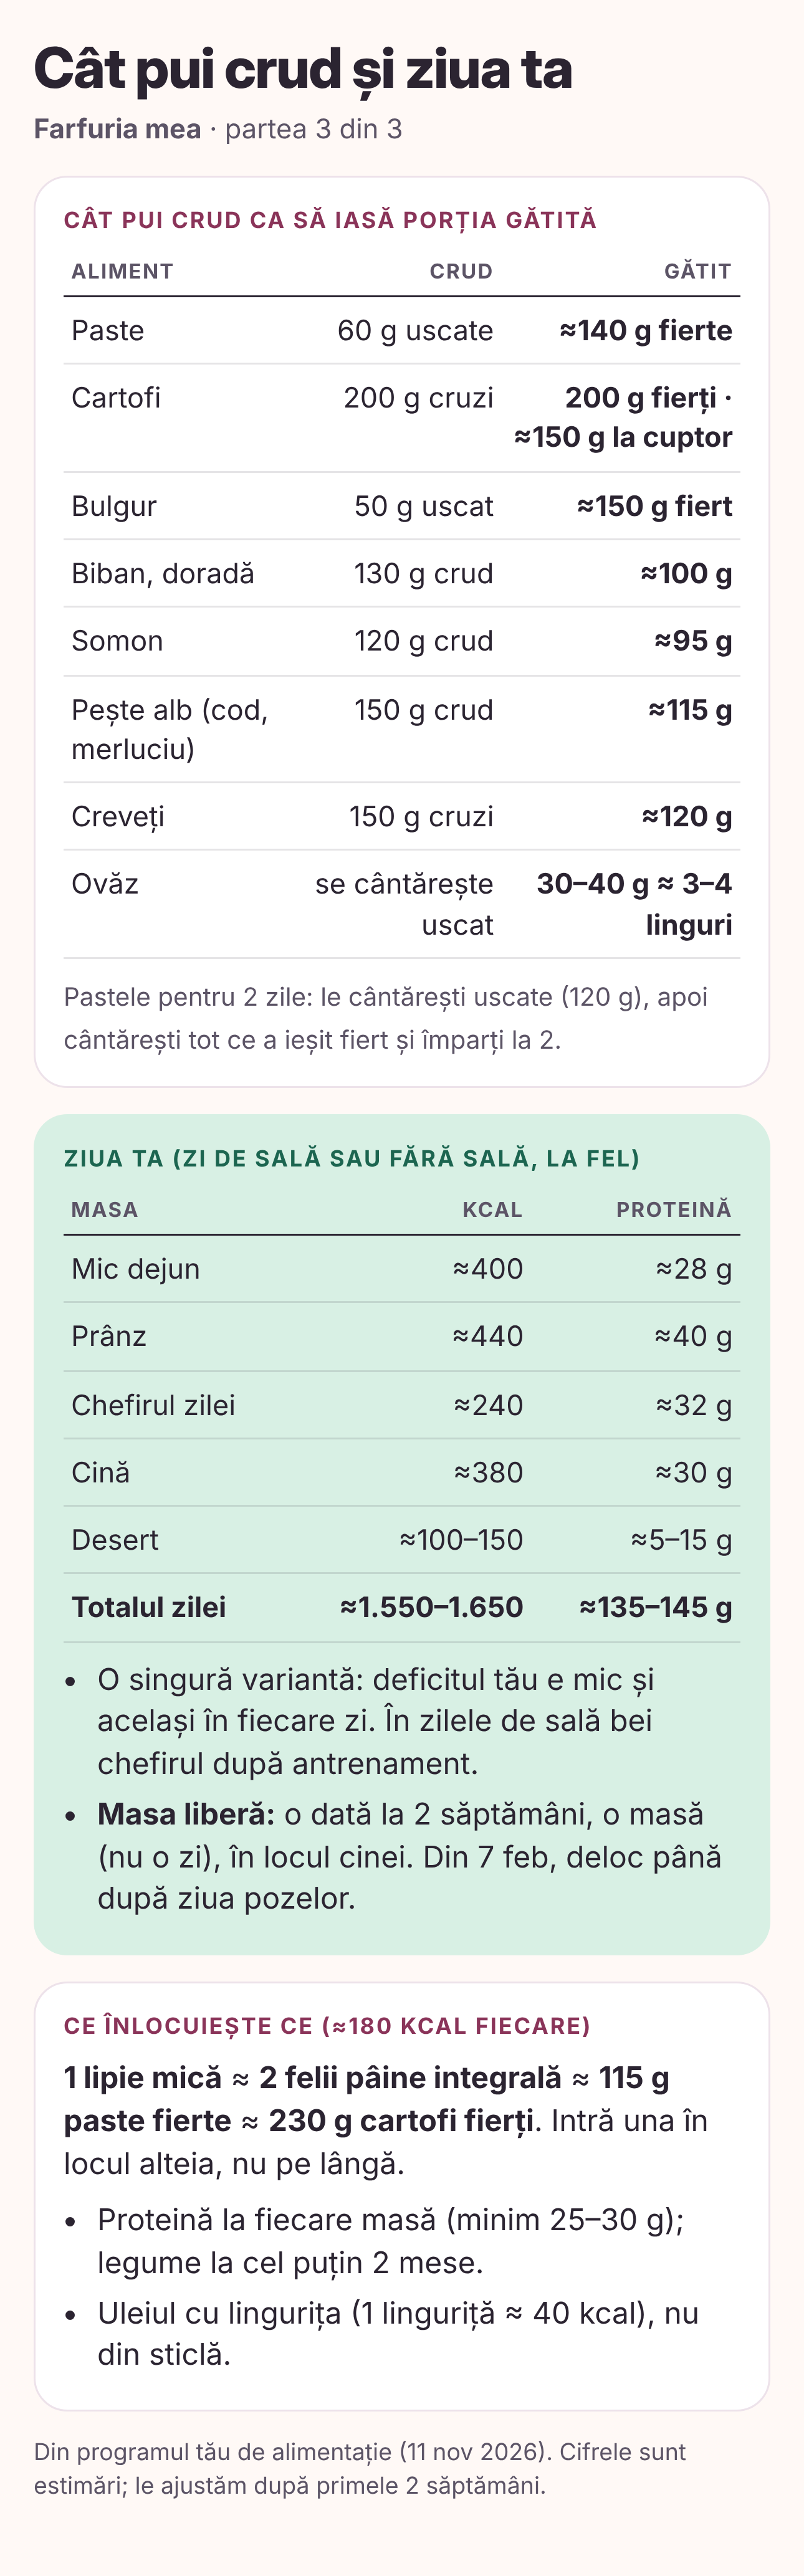 Cât pui crud și ziua ta
Farfuria mea · partea 3 din 3
CÂT PUI CRUD CA SĂ IASĂ PORȚIA GĂTITĂ
ALIMENT CRUD GĂTIT
Paste 60 g uscate ≈140 g fierte
Cartofi 200 g cruzi 200 g fierți ·
≈150 g la cuptor
Bulgur 50 g uscat ≈150 g fiert
Biban, doradă 130 g crud ≈100 g
Somon 120 g crud ≈95 g
Pește alb (cod, 150 g crud ≈115 g
merluciu)
Creveți 150 g cruzi ≈120 g
Ovăz se cântărește 30–40 g ≈ 3–4
uscat linguri
Pastele pentru 2 zile: le cântărești uscate (120 g), apoi
cântărești tot ce a ieșit fiert și împarți la 2.
ZIUA TA (ZI DE SALĂ SAU FĂRĂ SALĂ, LA FEL)
MASA KCAL PROTEINĂ
Mic dejun ≈400 ≈28 g
Prânz ≈440 ≈40 g
Chefirul zilei ≈240 ≈32 g
Cină ≈380 ≈30 g
Desert ≈100–150 ≈5–15 g
Totalul zilei ≈1.550–1.650 ≈135–145 g
• O singură variantă: deficitul tău e mic și
același în fiecare zi. În zilele de sală bei
chefirul după antrenament.
• Masa liberă: o dată la 2 săptămâni, o masă
(nu o zi), în locul cinei. Din 7 feb, deloc până
după ziua pozelor.
CE ÎNLOCUIEȘTE CE (≈180 KCAL FIECARE)
1 lipie mică ≈ 2 felii pâine integrală ≈ 115 g
paste fierte ≈ 230 g cartofi fierți. Intră una în
locul alteia, nu pe lângă.
• Proteină la fiecare masă (minim 25–30 g);
legume la cel puțin 2 mese.
• Uleiul cu lingurița (1 linguriță ≈ 40 kcal), nu
din sticlă.
Din programul tău de alimentație (11 nov 2026). Cifrele sunt
estimări; le ajustăm după primele 2 săptămâni.